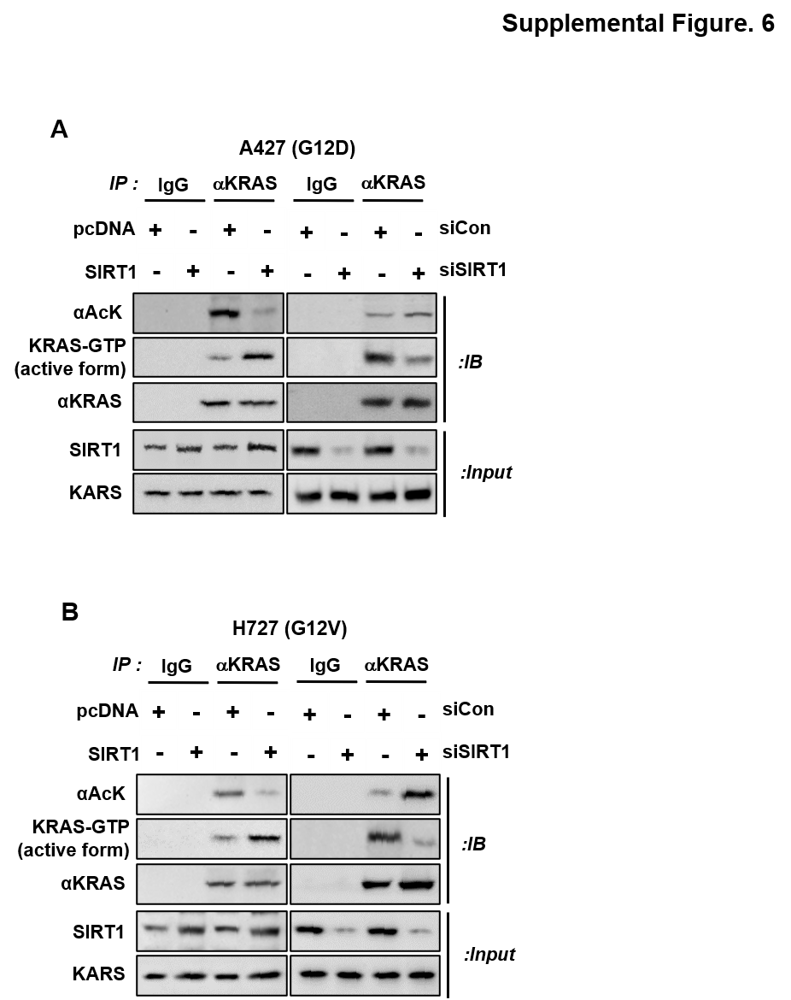 Supplemental Figure. 6
A
A427 (G12D)
IP : IgG αKRAS IgG αKRAS
pcDNA + - + - + - + - siCon
SIRT1 - + - + - + - + siSIRT1
αAcK
KRAS-GTP
(active form)
:IB
αKRAS
SIRT1
:Input
KARS
B
H727 (G12V)
IP : IgG αKRAS IgG αKRAS
pcDNA + - + - + - + - siCon
SIRT1 - + - + - + - + siSIRT1
αAcK
KRAS-GTP
(active form)
:IB
αKRAS
SIRT1
:Input
KARS